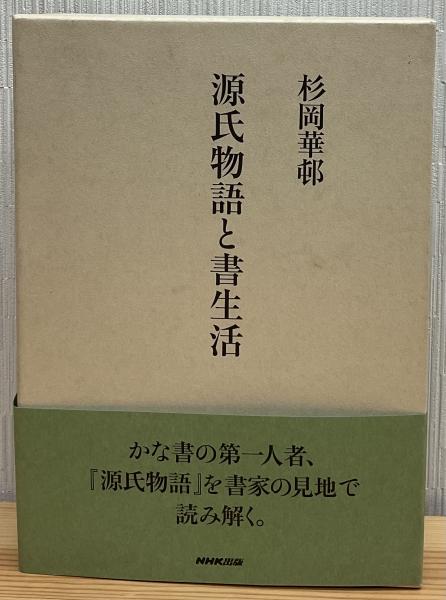 杉岡華邨
源氏物語と書生活
かな書の第一人者、
『源氏物語』を書家の見地で
読み解く。
NHK出版